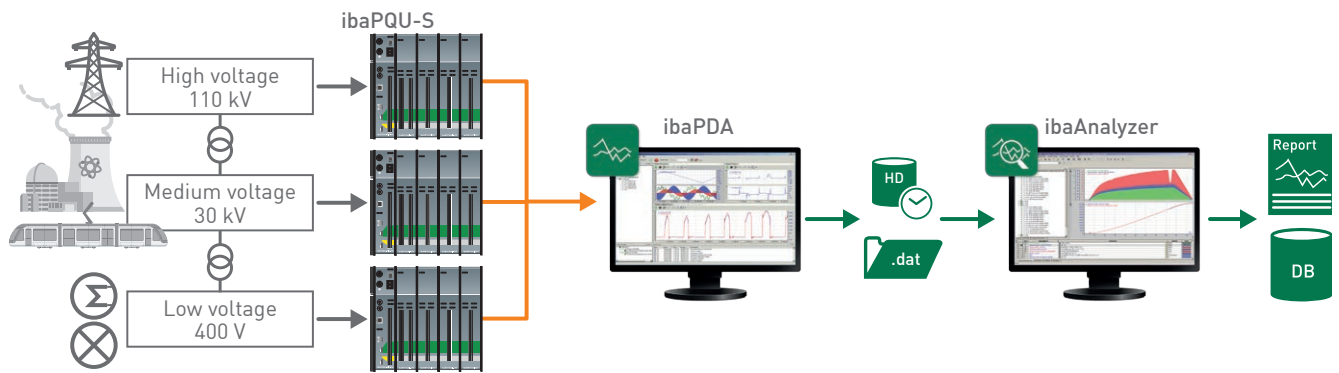 ibaPQU-S
High voltage
110 kV
Medium voltage
30 kV
Low voltage
400 V
ibaPDA
HD
.dat
ibaAnalyzer
Report
DB